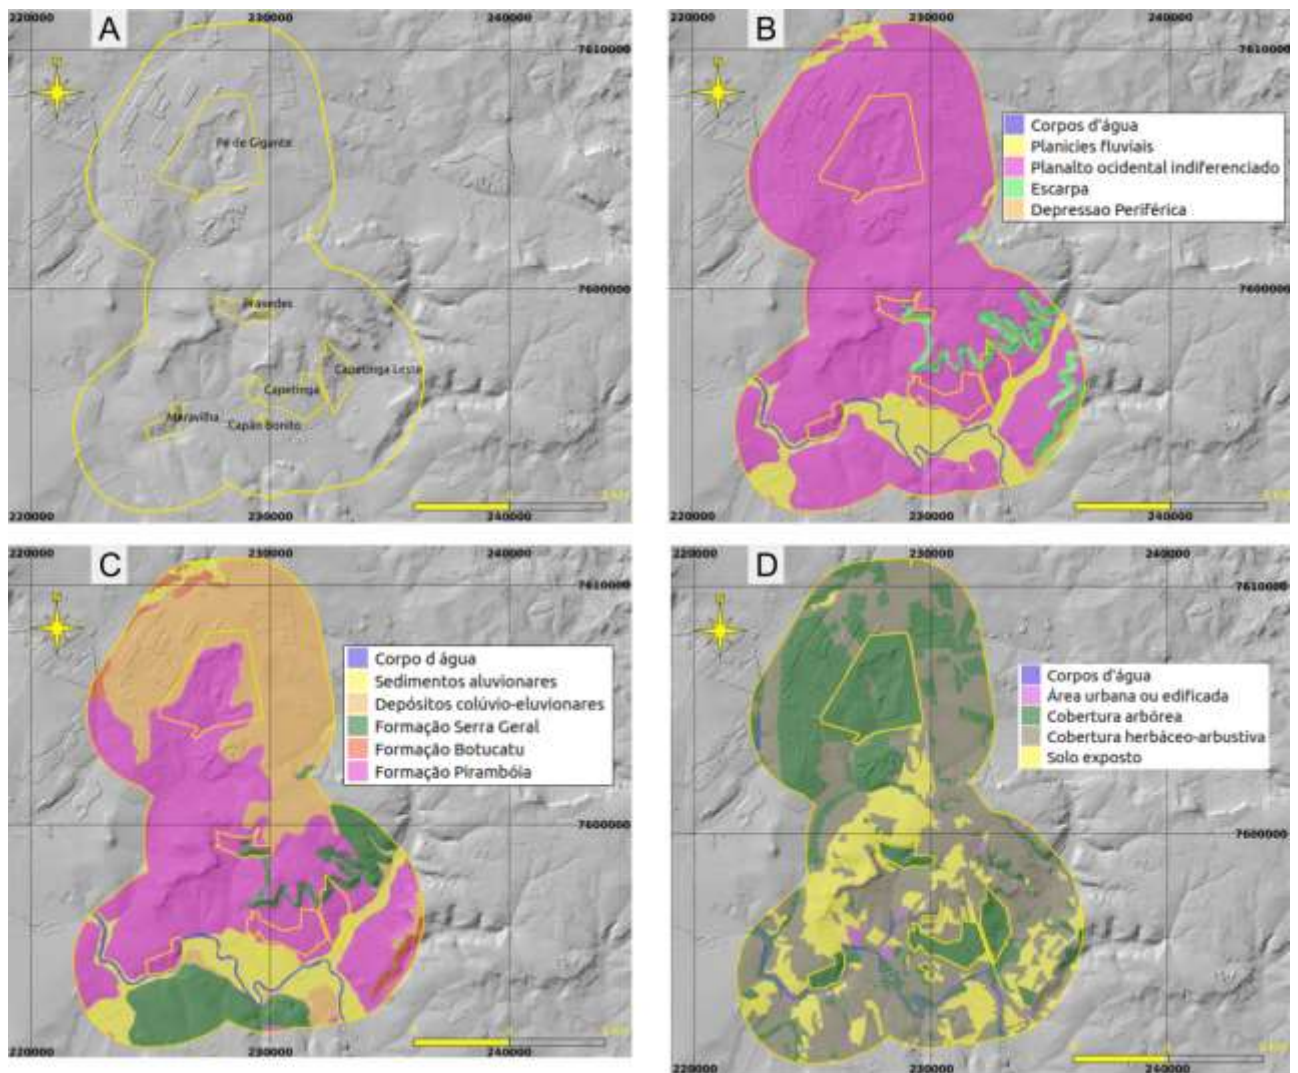 A
220000
230000
240000
7610000
N
Pé de Gigante
7600000
Praxedes
Capetinga Leste
Capetinga
Maravilha
Capão Bonito
220000
230000
240000
B
220000
230000
240000
7610000
N
Corpos d'água
Planícies fluviais
Planalto ocidental indiferenciado
Escarpa
Depressao Periférica
7600000
220000
230000
240000
C
220000
230000
240000
7610000
N
Corpo d água
Sedimentos aluvionares
Depósitos colúvio-eluvionares
Formação Serra Geral
Formação Botucatu
Formação Pirambóia
7600000
220000
230000
240000
D
220000
230000
240000
7610000
N
Corpos d'água
Área urbana ou edificada
Cobertura arbórea
Cobertura herbáceo-arbustiva
Solo exposto
7600000
220000
230000
240000